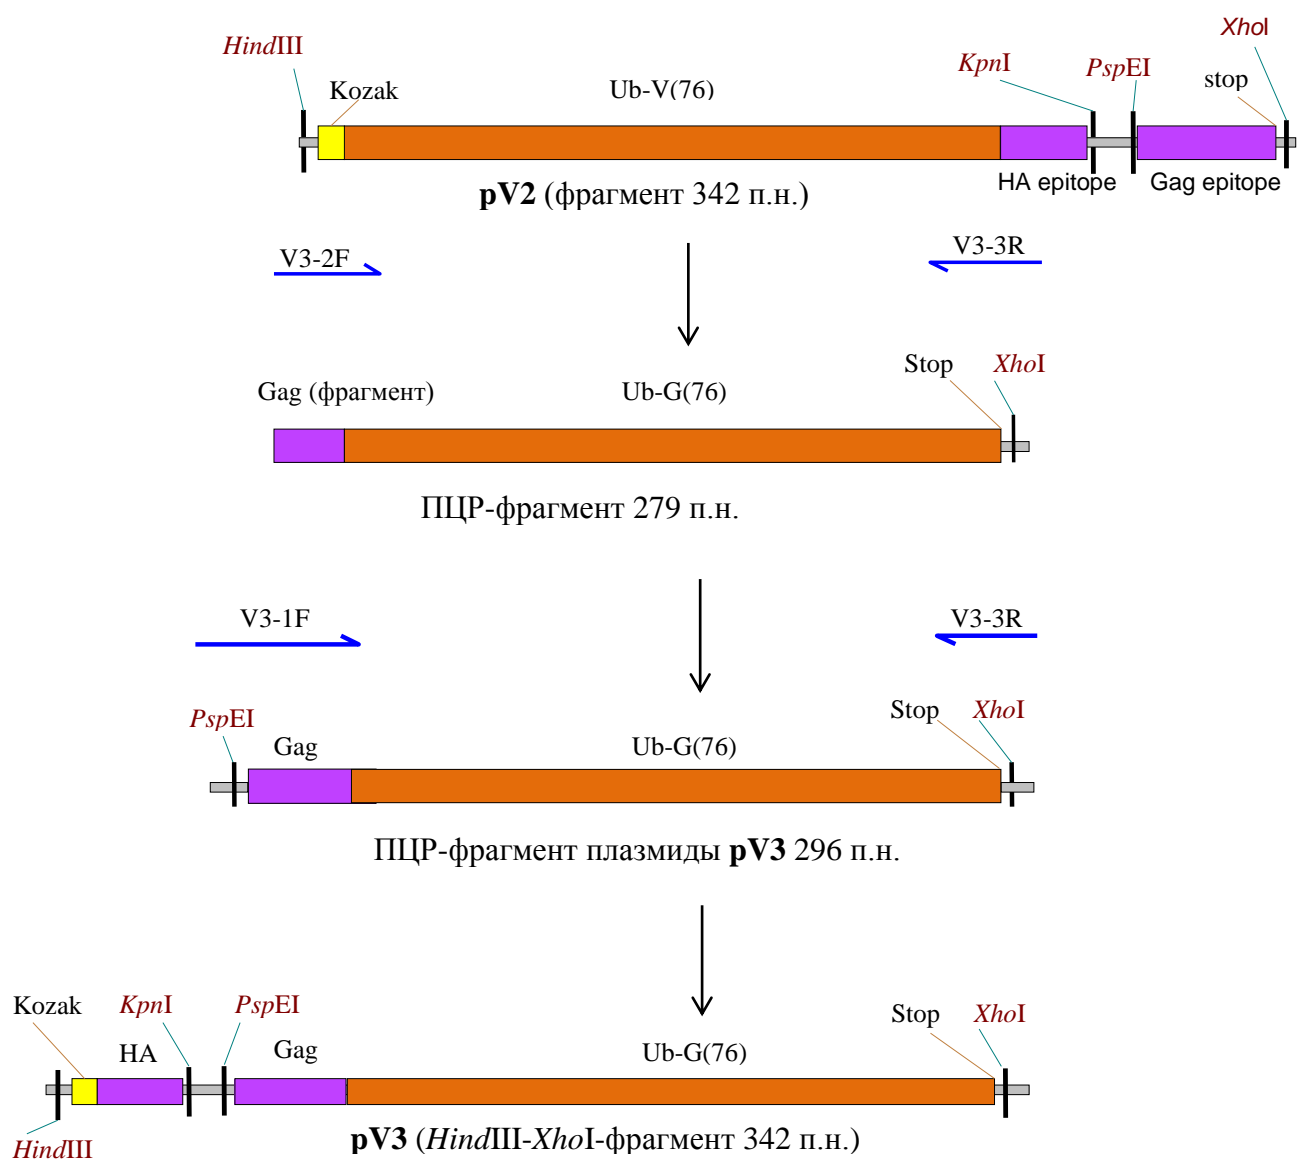 XhoI
HindIII
KpnI
PspEI
Kozak
Ub-V(76)
stop
HA epitope
Gag epitope
pV2 (фрагмент 342 п.н.)
V3-2F
V3-3R
Stop
XhoI
Gag (фрагмент)
Ub-G(76)
ПЦР-фрагмент 279 п.н.
V3-1F
V3-3R
PspEI
Stop
XhoI
Gag
Ub-G(76)
ПЦР-фрагмент плазмиды pV3 296 п.н.
Kozak
KpnI
PspEI
Stop
XhoI
HA
Gag
Ub-G(76)
HindIII
pV3 (HindIII-XhoI-фрагмент 342 п.н.)